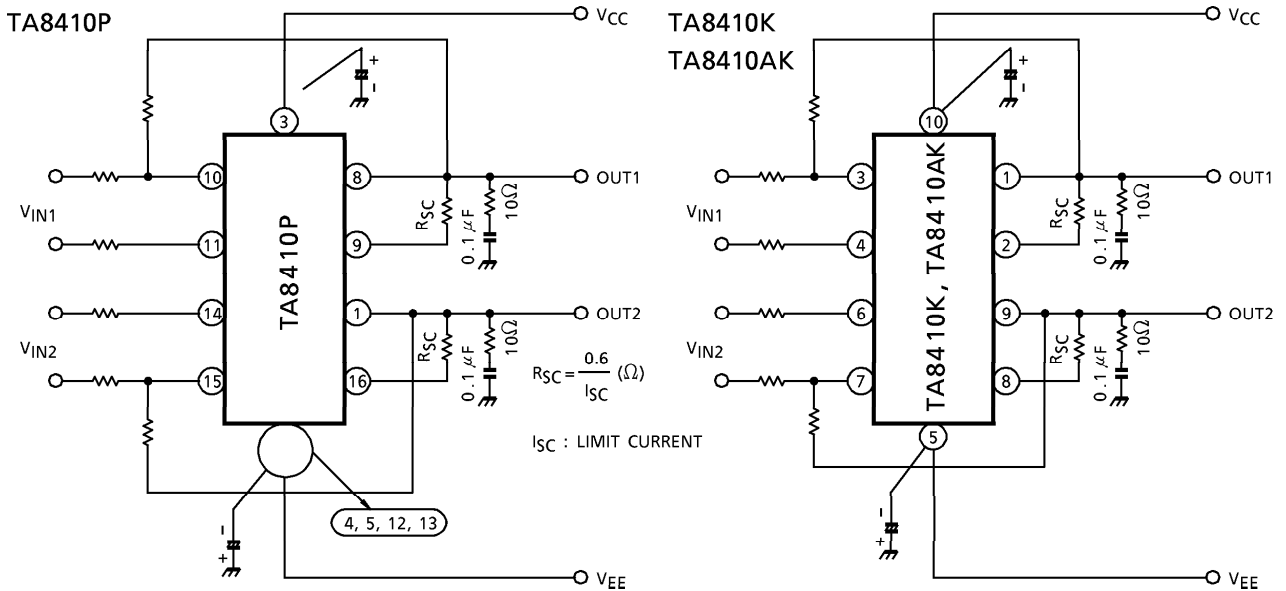 TA8410P
VCC
+
-
3
10
8
OUT1
VIN1
RSC
0.1 μF
10Ω
11
9
TA8410P
14
1
OUT2
VIN2
RSC
0.1 μF
10Ω
15
16
RSC = 0.6 / ISC (Ω)
ISC : LIMIT CURRENT
4, 5, 12, 13
-
+
VEE
TA8410K
TA8410AK
VCC
+
-
10
3
1
OUT1
VIN1
RSC
0.1 μF
10Ω
4
2
TA8410K, TA8410AK
6
9
OUT2
VIN2
RSC
0.1 μF
10Ω
7
8
5
-
+
VEE